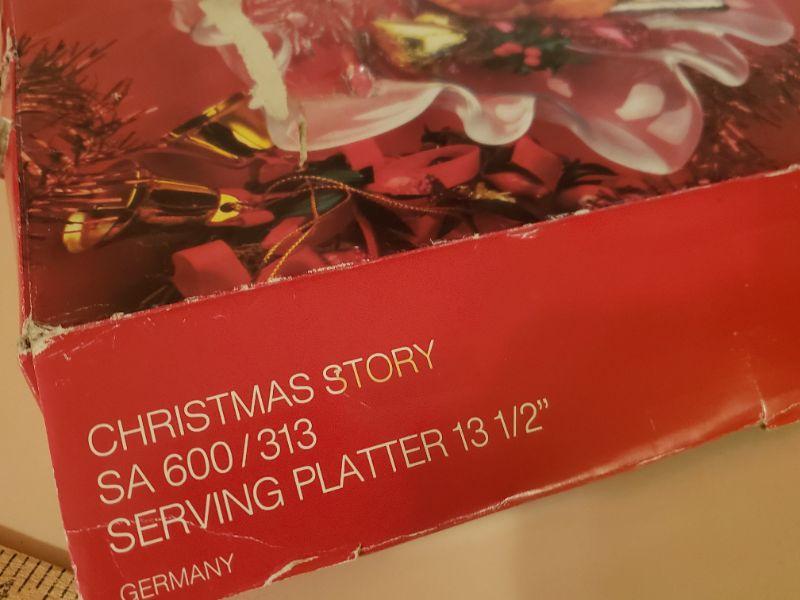 CHRISTMAS STORY
SA 600/313
SERVING PLATTER 13 1/2”
GERMANY